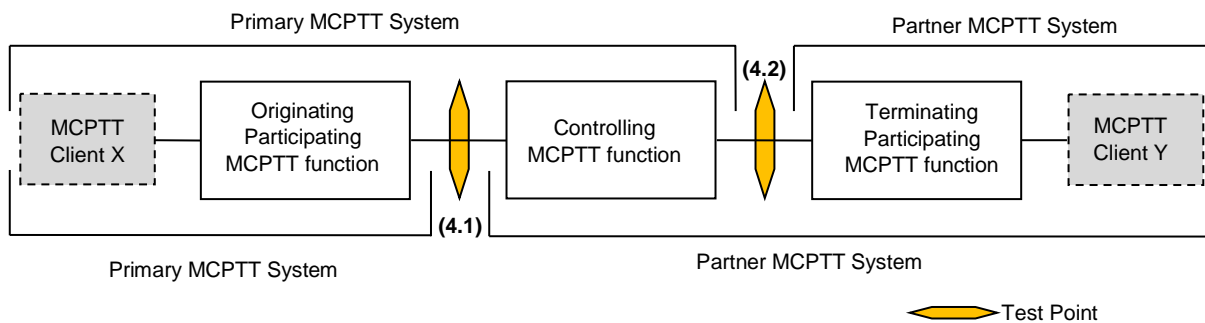 Primary MCPTT System
Partner MCPTT System
(4.2)
MCPTT
Client X
Originating
Participating
MCPTT function
Controlling
MCPTT function
Terminating
Participating
MCPTT function
MCPTT
Client Y
(4.1)
Primary MCPTT System
Partner MCPTT System
Test Point